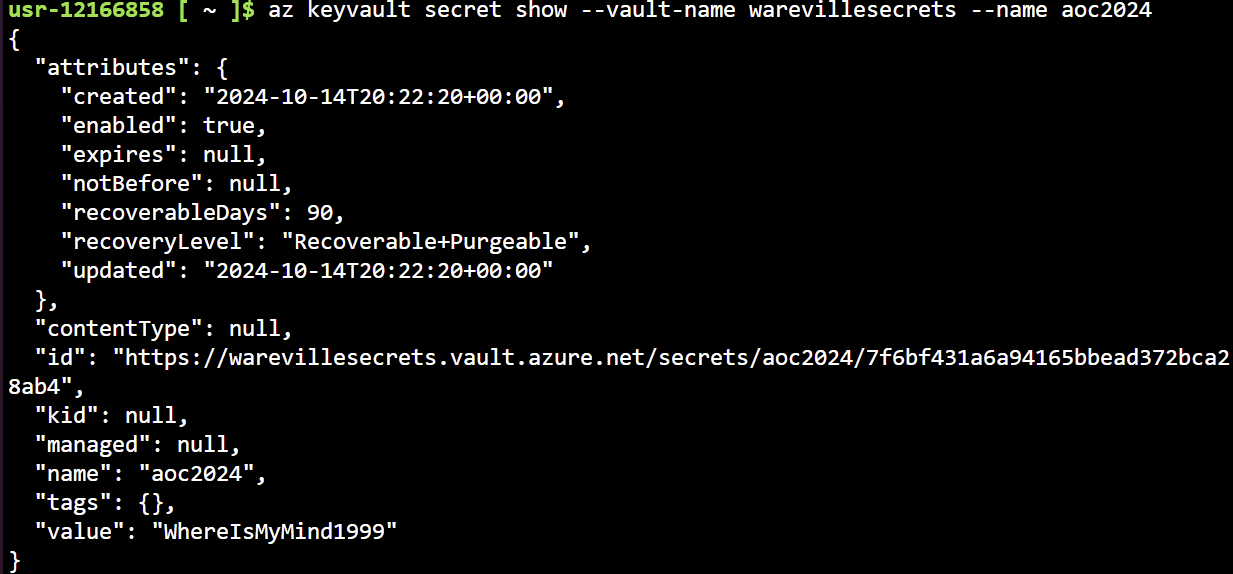 usr-12166858 [ ~ ]$ az keyvault secret show --vault-name warevillesecrets --name aoc2024
{
  "attributes": {
    "created": "2024-10-14T20:22:20+00:00",
    "enabled": true,
    "expires": null,
    "notBefore": null,
    "recoverableDays": 90,
    "recoveryLevel": "Recoverable+Purgeable",
    "updated": "2024-10-14T20:22:20+00:00"
  },
  "contentType": null,
  "id": "https://warevillesecrets.vault.azure.net/secrets/aoc2024/7f6bf431a6a94165bbead372bca2
8ab4",
  "kid": null,
  "managed": null,
  "name": "aoc2024",
  "tags": {},
  "value": "WhereIsMyMind1999"
}